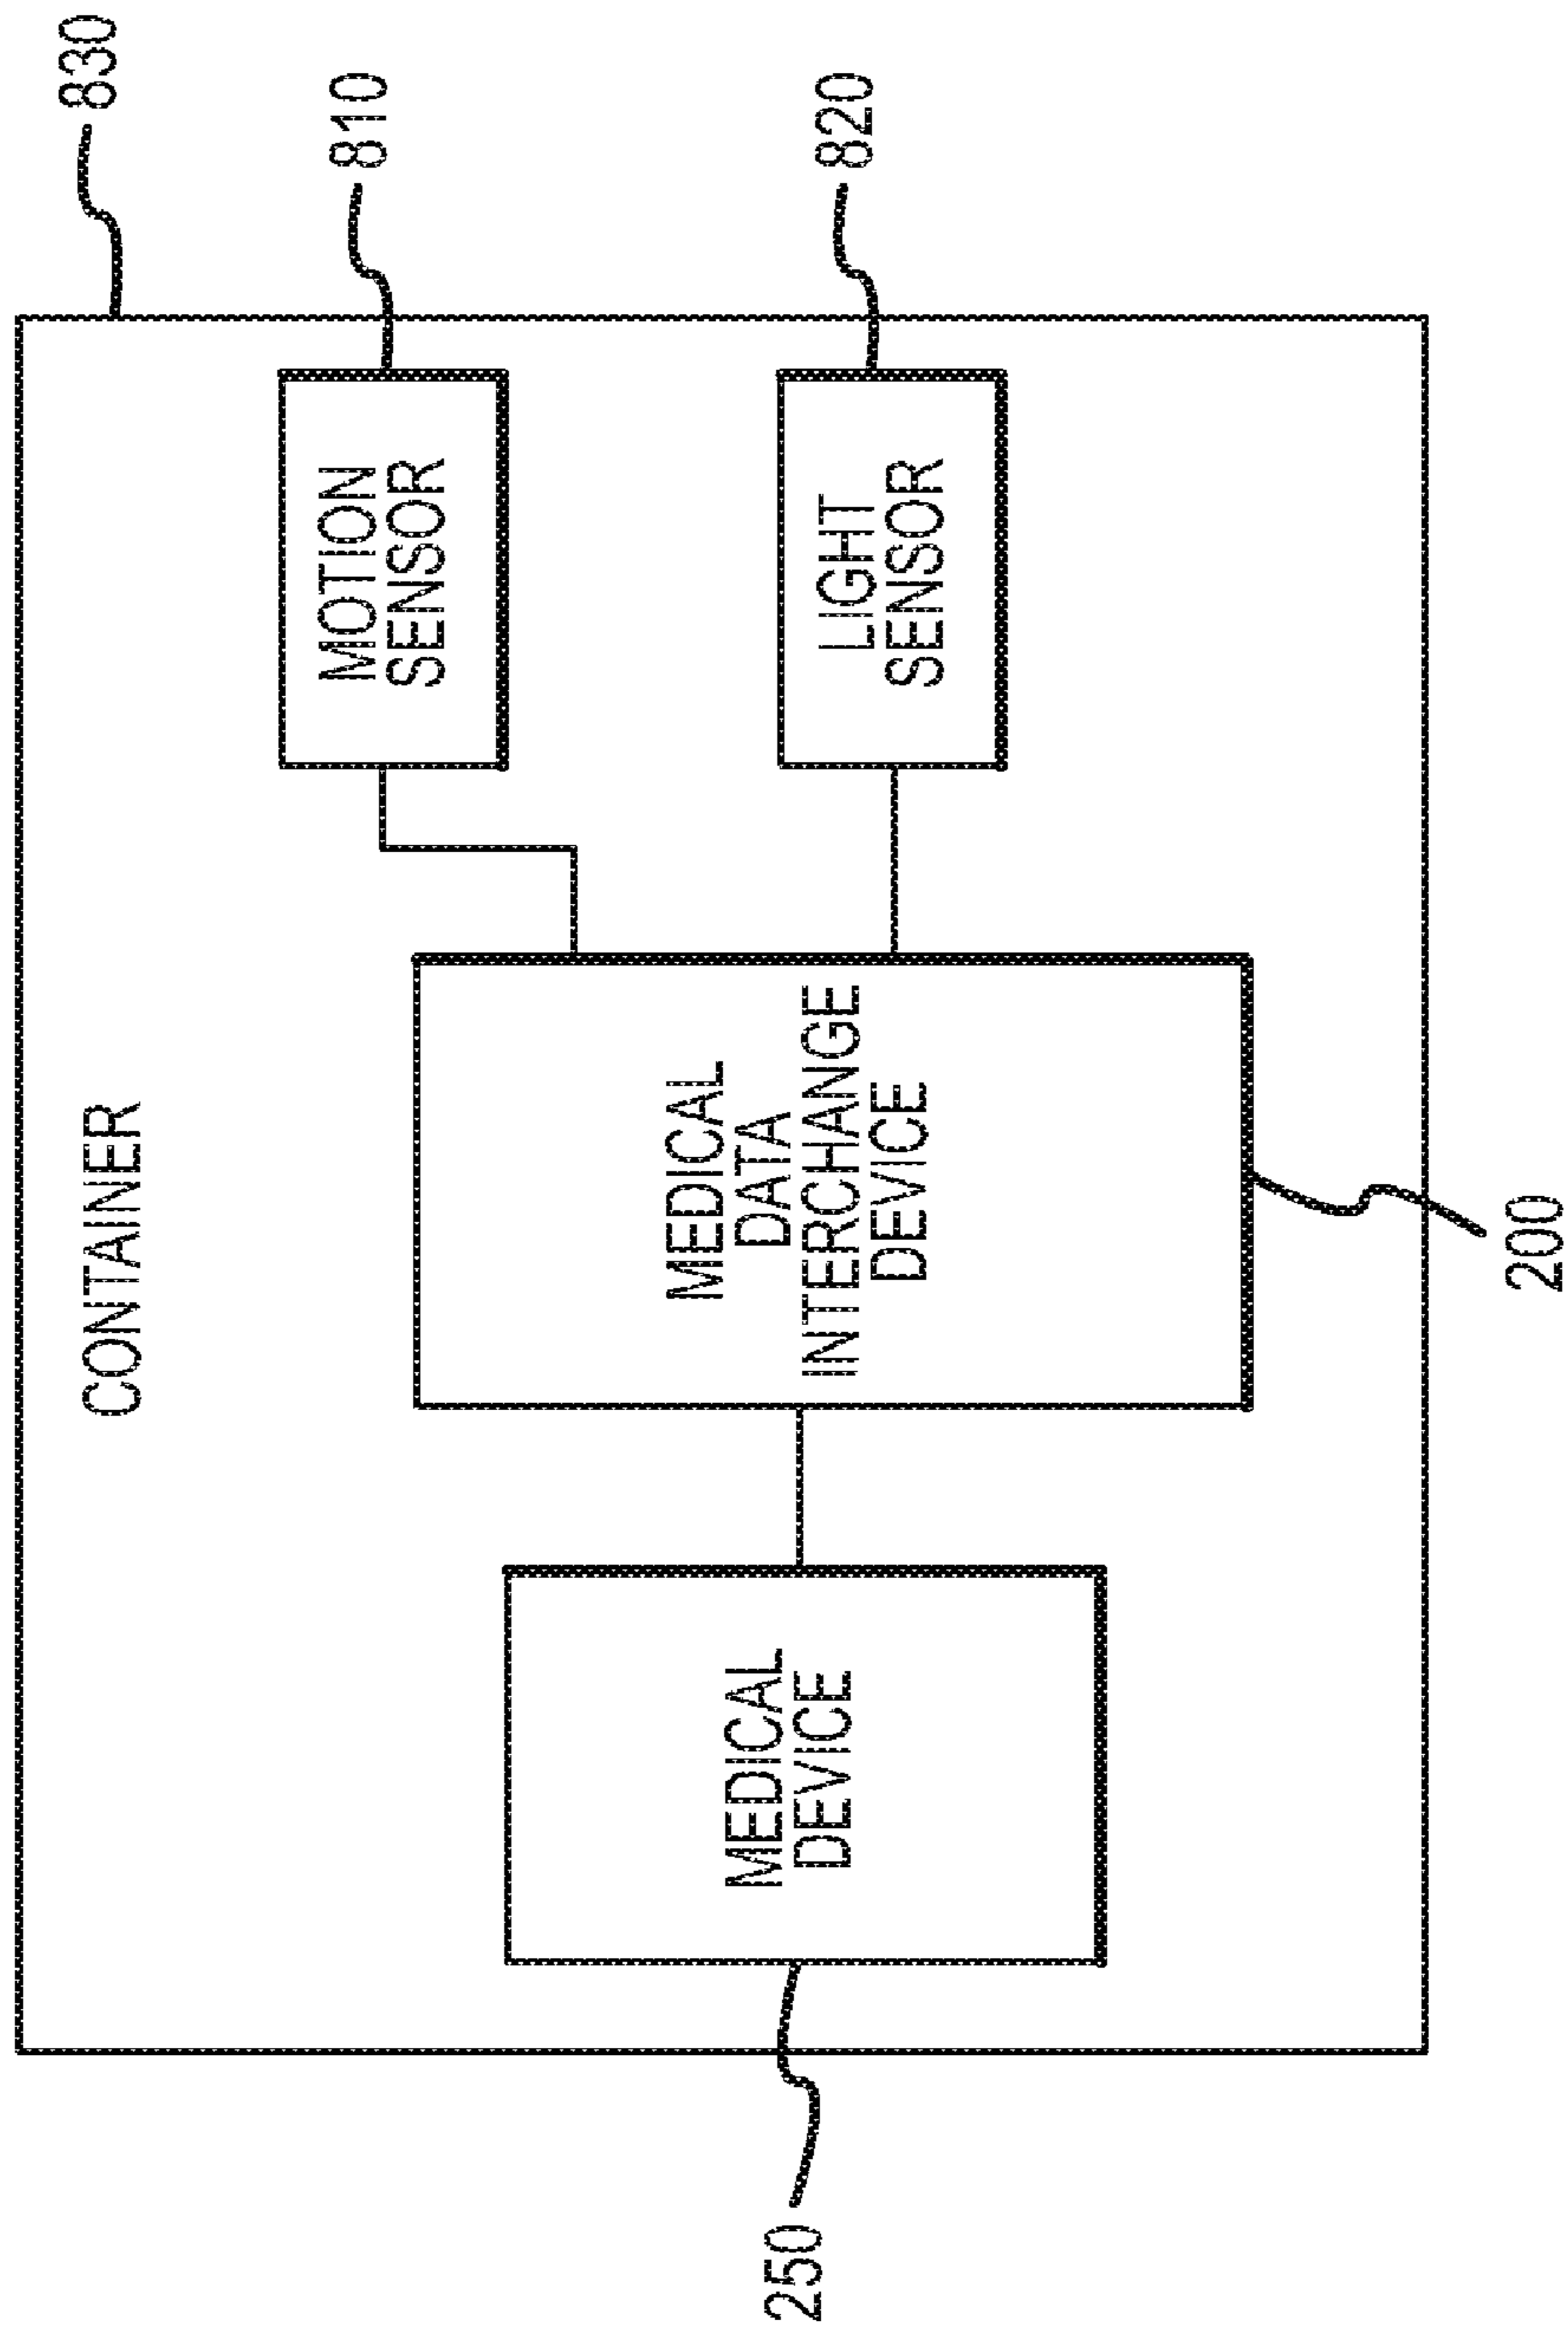 CONTAINER
830
MEDICAL
DEVICE
250
MEDICAL
DATA
INTERCHANGE
DEVICE
200
MOTION
SENSOR
810
LIGHT
SENSOR
820